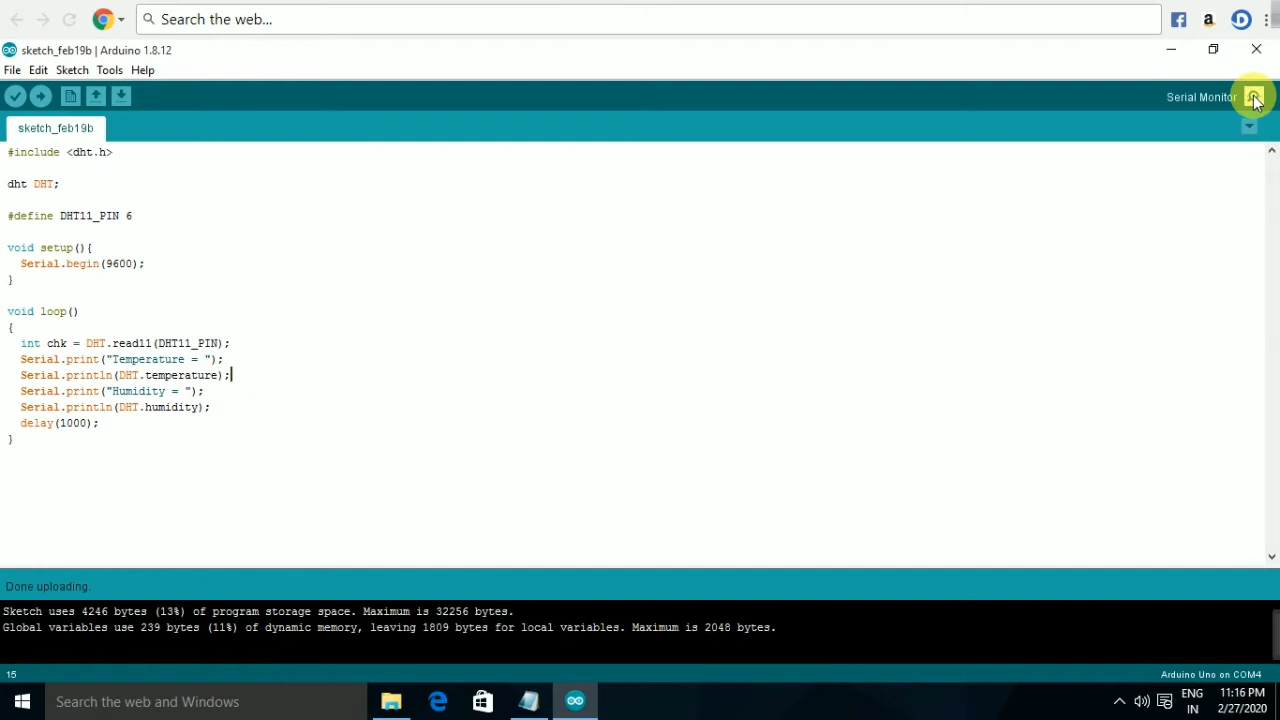 Search the web...
sketch_feb19b | Arduino 1.8.12
File Edit Sketch Tools Help
Serial Monitor
sketch_feb19b
#include <dht.h>
dht DHT;
#define DHT11_PIN 6
void setup(){
Serial.begin(9600);
}
void loop()
{
int chk = DHT.read11(DHT11_PIN);
Serial.print("Temperature = ");
Serial.println(DHT.temperature);
Serial.print("Humidity = ");
Serial.println(DHT.humidity);
delay(1000);
}
Done uploading.
Sketch uses 4246 bytes (13%) of program storage space. Maximum is 32256 bytes.
Global variables use 239 bytes (11%) of dynamic memory, leaving 1809 bytes for local variables. Maximum is 2048 bytes.
15 Arduino Uno on COM4
Search the web and Windows
ENG 11:16 PM
IN 2/27/2020